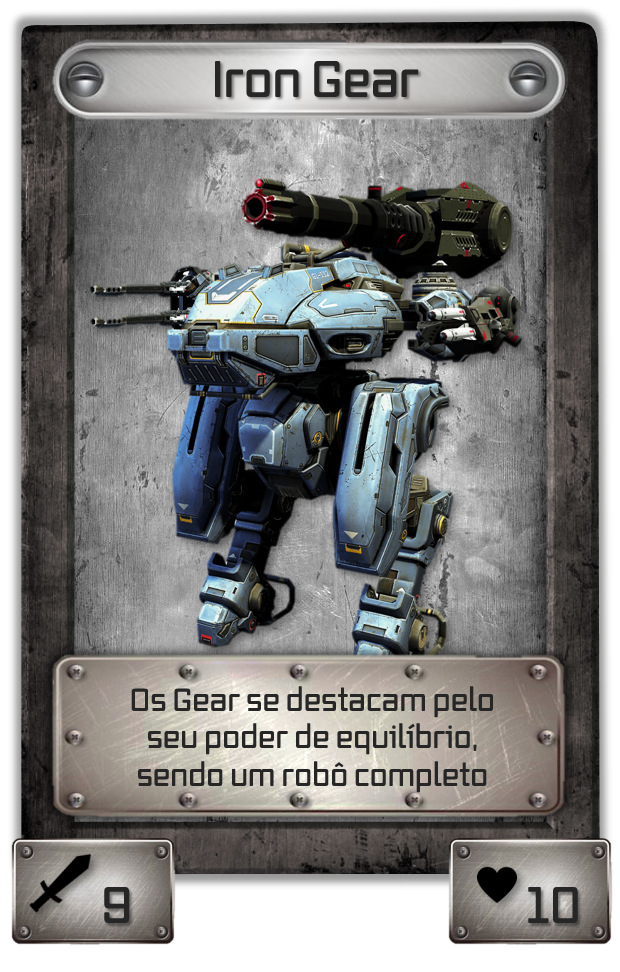 Iron Gear
Os Gear se destacam pelo
seu poder de equilíbrio,
sendo um robô completo
9
10